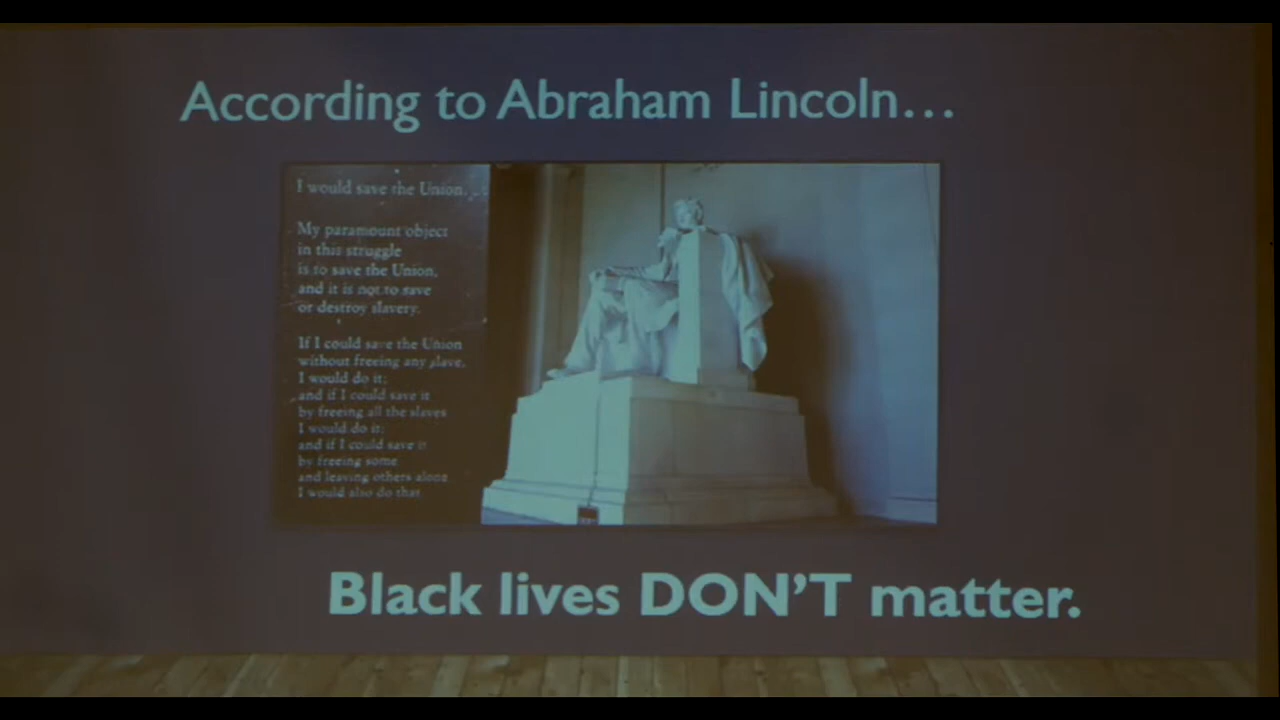 According to Abraham Lincoln...
I would save the Union...
My paramount object
in this struggle
is to save the Union,
and it is not to save
or destroy slavery.
If I could save the Union
without freeing any slave,
I would do it;
and if I could save it
by freeing all the slaves
I would do it;
and if I could save it
by freeing some
and leaving others alone
I would also do that
Black lives DON'T matter.